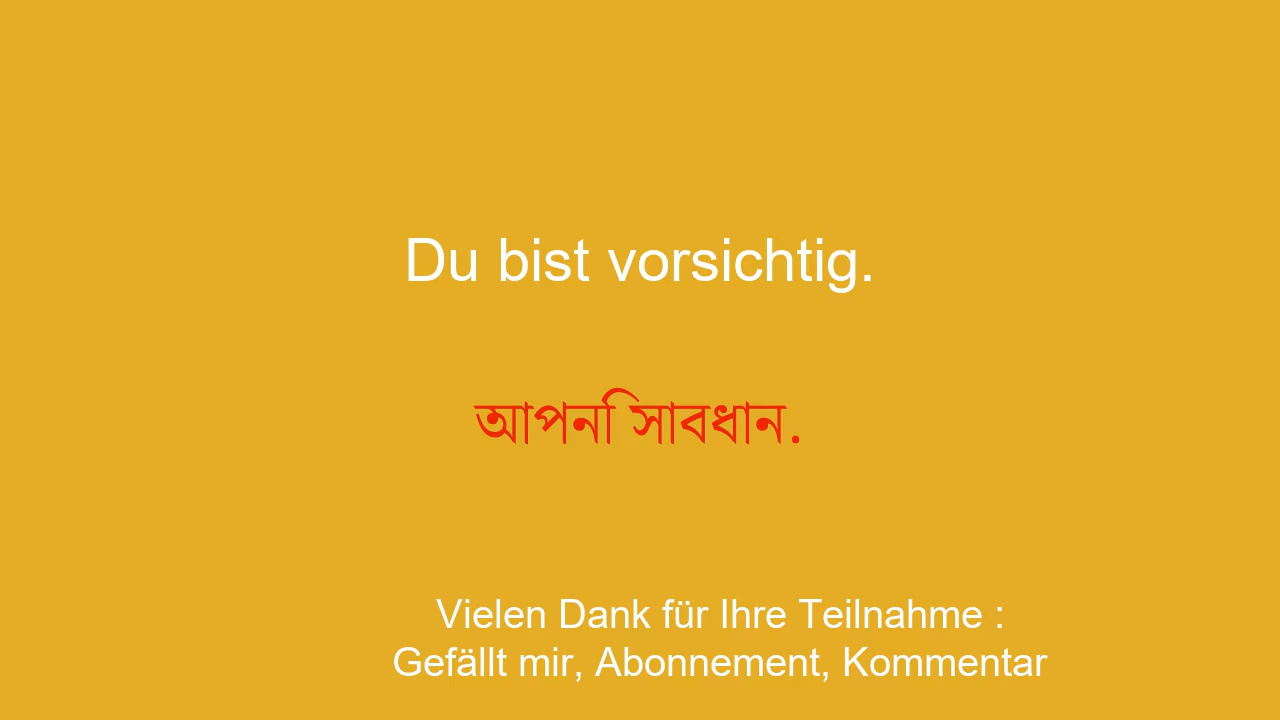 Du bist vorsichtig.
আপনি সাবধান.
Vielen Dank für Ihre Teilnahme :
Gefällt mir, Abonnement, Kommentar